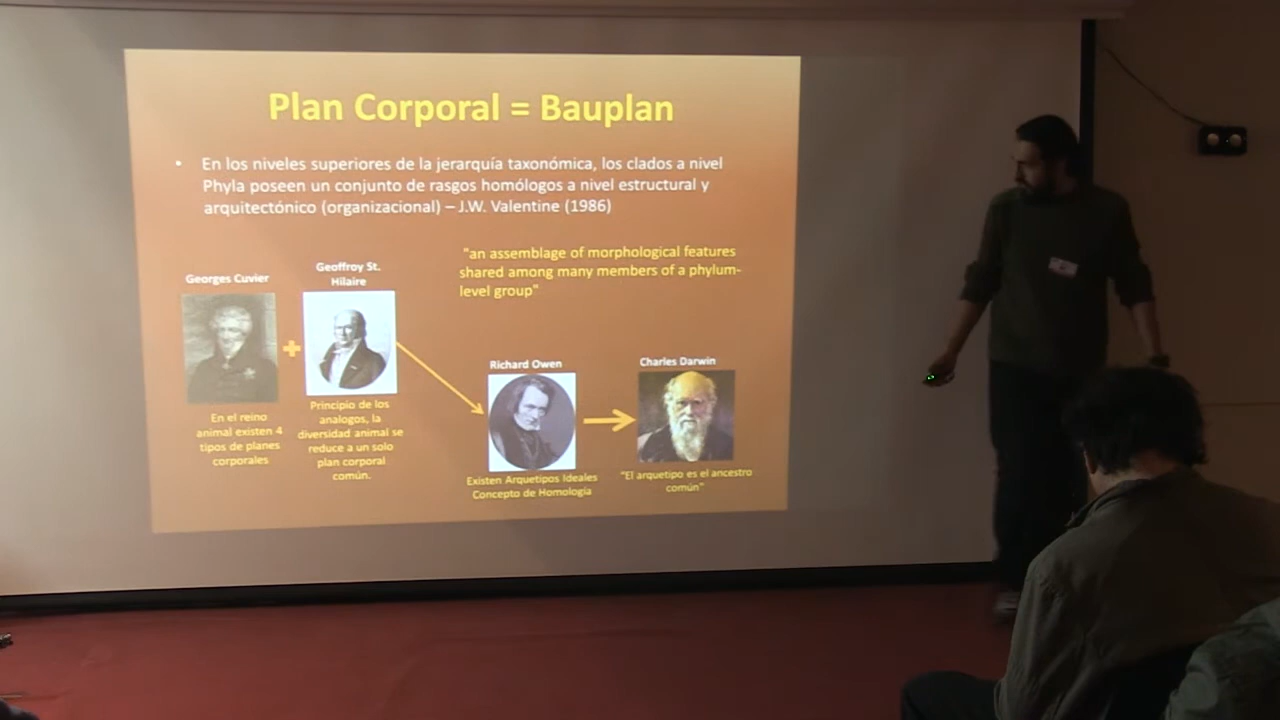 Plan Corporal = Bauplan
• En los niveles superiores de la jerarquía taxonómica, los clados a nivel
Phyla poseen un conjunto de rasgos homólogos a nivel estructural y
arquitectónico (organizacional) – J.W. Valentine (1986)
"an assemblage of morphological features
shared among many members of a phylum-
level group"
Georges Cuvier
Geoffroy St.
Hilaire
En el reino
animal existen 4
tipos de planes
corporales
Principio de los
analogos, la
diversidad animal se
reduce a un solo
plan corporal
común.
Richard Owen
Existen Arquetipos Ideales
Concepto de Homología
Charles Darwin
"El arquetipo es el ancestro
común"